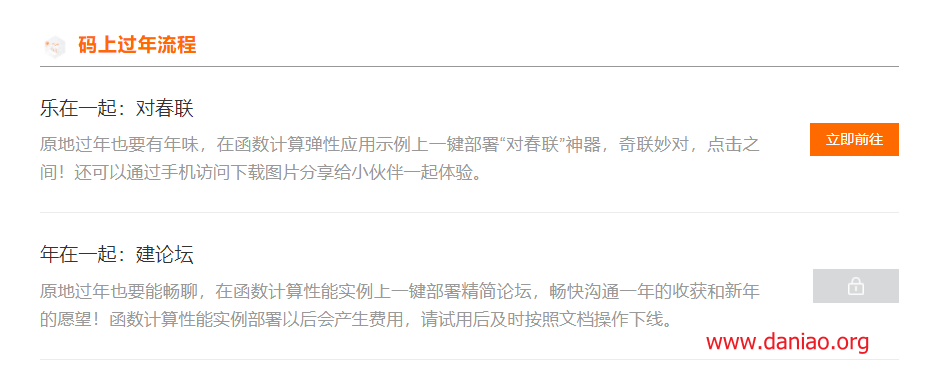 码上过年流程
乐在一起：对春联
原地过年也要有年味，在函数计算弹性应用示例上一键部署“对春联”神器，奇联妙对，点击之
间！还可以通过手机访问下载图片分享给小伙伴一起体验。
立即前往
年在一起：建论坛
原地过年也要能畅聊，在函数计算性能实例上一键部署精简论坛，畅快沟通一年的收获和新年
的愿望！函数计算性能实例部署以后会产生费用，请试用后及时按照文档操作下线。
www.daniao.org